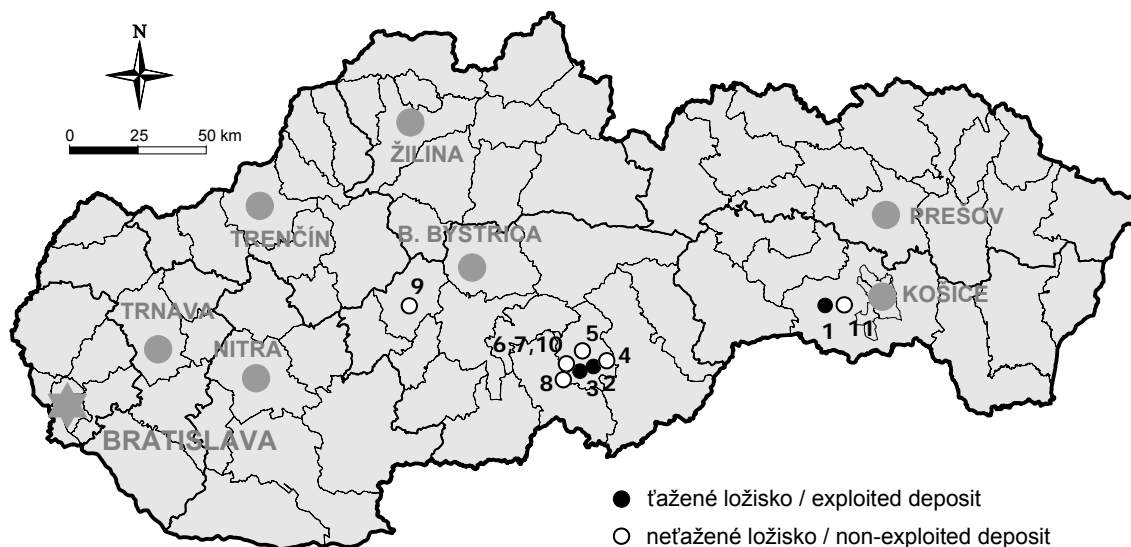 N
0 25 50 km
ŽILINA
PREŠOV
TRENČÍN
B. BYSTRICA
9
KOŠICE
TRNAVA
1 11
NITRA
5
6, 7, 10
4
8
3 2
BRATISLAVA
ťažené ložisko / exploited deposit
neťažené ložisko / non-exploited deposit